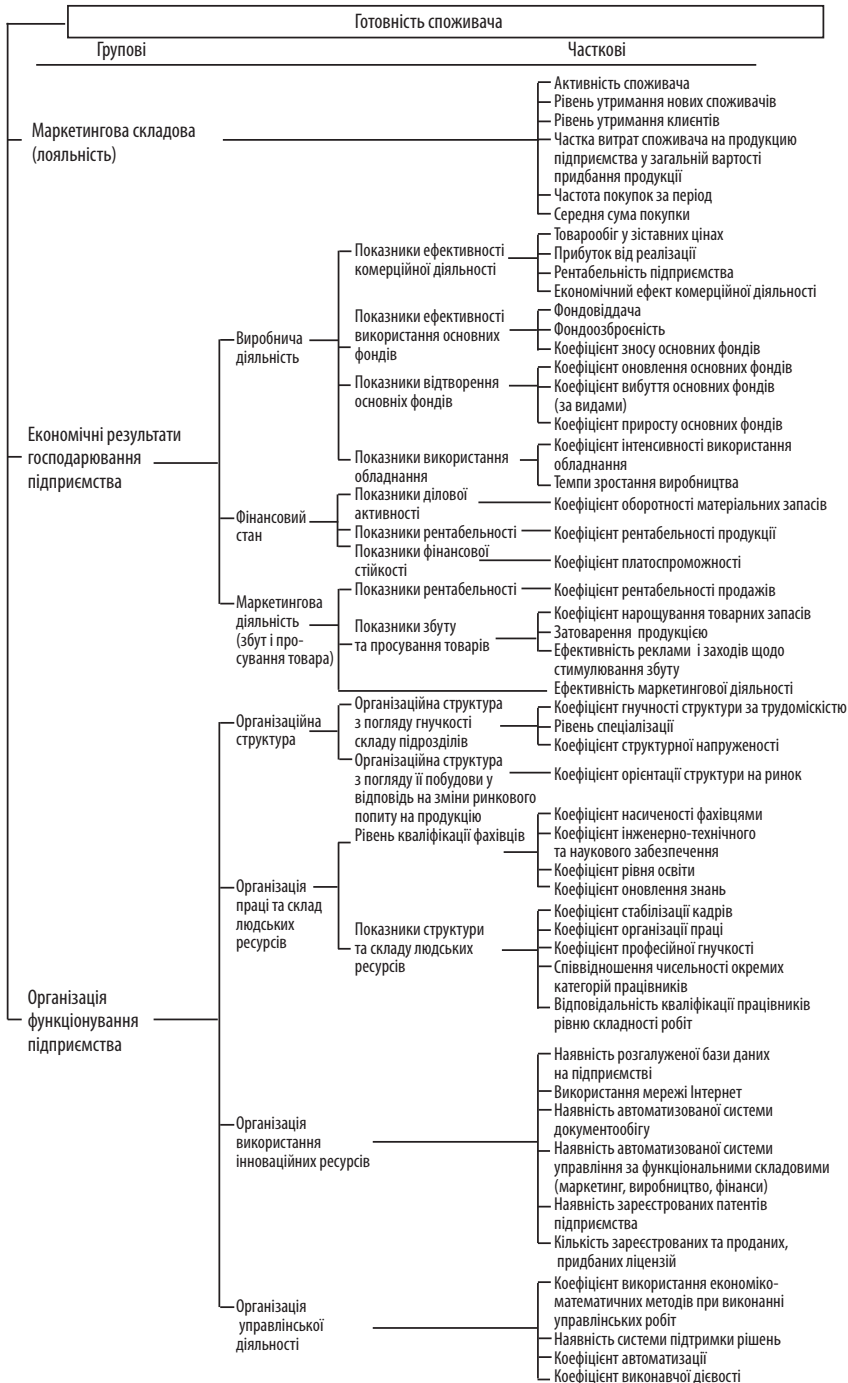 Готовність споживача
Групові
Часткові
Маркетингова складова
(лояльність)
Активність споживача
Рівень утримання нових споживачів
Рівень утримання клиєнтів
Частка витрат споживача на продукцію
підприємства у загальній вартості
придбання продукції
Частота покупок за період
Середня сума покупки
Економічні результати
господарювання
підприємства
Виробнича
діяльність
Показники ефективності
комерційної діяльності
Товарообіг у зіставних цінах
Прибуток від реалізації
Рентабельність підприємства
Економічний ефект комерційної діяльності
Показники ефективності
використання основних
фондів
Фондовіддача
Фондоозброєність
Коефіцієнт зносу основних фондів
Показники відтворення
основніх фондів
Коефіцієнт оновлення основних фондів
Коефіцієнт вибуття основних фондів
(за видами)
Коефіцієнт приросту основних фондів
Показники використання
обладнання
Коефіцієнт інтенсивності використання
обладнання
Темпи зростання виробництва
Фінансовий
стан
Показники ділової
активності
Коефіцієнт оборотності матеріальних запасів
Показники рентабельності
Коефіцієнт рентабельності продукції
Показники фінансової
стійкості
Коефіцієнт платоспроможності
Маркетингова
діяльність
(збут і про-
сування товара)
Показники рентабельності
Коефіцієнт рентабельності продажів
Показники збуту
та просування товарів
Коефіцієнт нарощування товарних запасів
Затоварення продукцією
Ефективність реклами і заходів щодо
стимулювання збуту
Ефективність маркетингової діяльності
Організація
функціонування
підприємства
Організаційна
структура
Організаційна структура
з погляду гнучкості
складу підрозділів
Коефіцієнт гнучності структури за трудоміскістю
Рівень спеціалізації
Коефіцієнт структурної напруженості
Організаційна структура
з погляду її побудови у
відповідь на зміни ринкового
попиту на продукцію
Коефіцієнт орієнтації структури на ринок
Організація
праці та склад
людських
ресурсів
Рівень кваліфікації фахівців
Коефіцієнт насиченості фахівцями
Коефіцієнт інженерно-технічного
та наукового забезпечення
Коефіцієнт рівня освіти
Коефіцієнт оновлення знань
Показники структури
та складу людських
ресурсів
Коефіцієнт стабілізації кадрів
Коефіцієнт організації праці
Коефіцієнт професійної гнучкості
Співвідношення чисельності окремих
категорій працівників
Відповідальність кваліфікації працівників
рівню складності робіт
Організація
використання
інноваційних ресурсів
Наявність розгалуженої бази даних
на підприємстві
Використання мережі Інтернет
Наявність автоматизованої системи
документообігу
Наявність автоматизованої системи
управління за функціональними складовими
(маркетинг, виробництво, фінанси)
Наявність зареєстрованих патентів
підприємства
Кількість зареєстрованих та проданих,
придбаних ліцензій
Організація
управлінської
діяльності
Коефіцієнт використання економіко-
математичних методів при виконанні
управлінських робіт
Наявність системи підтримки рішень
Коефіцієнт автоматизації
Коефіцієнт виконавчої дієвості